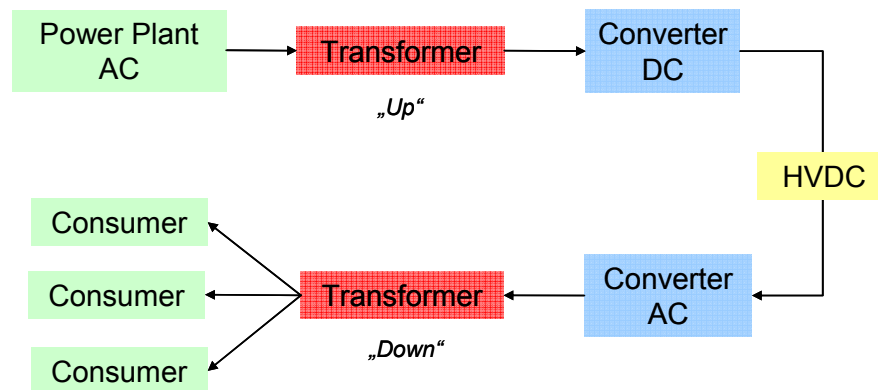 Power Plant
AC
Transformer
„Up“
Converter
DC
HVDC
Consumer
Consumer
Consumer
Transformer
„Down“
Converter
AC